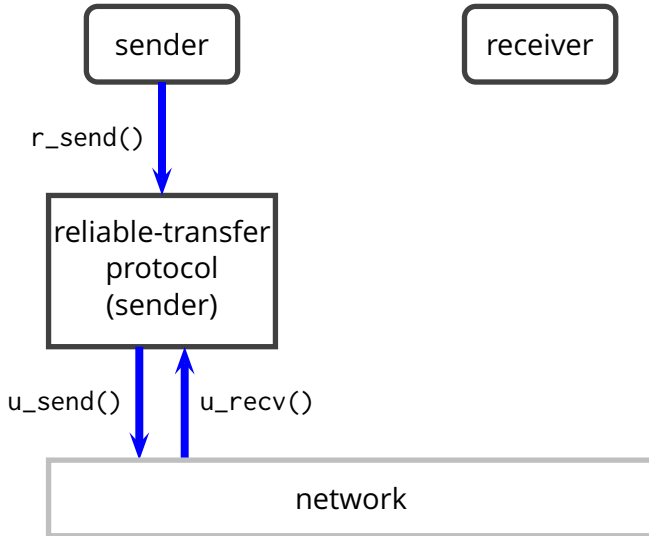 sender
receiver
r_send()
reliable-transfer
protocol
(sender)
u_send()
u_recv()
network